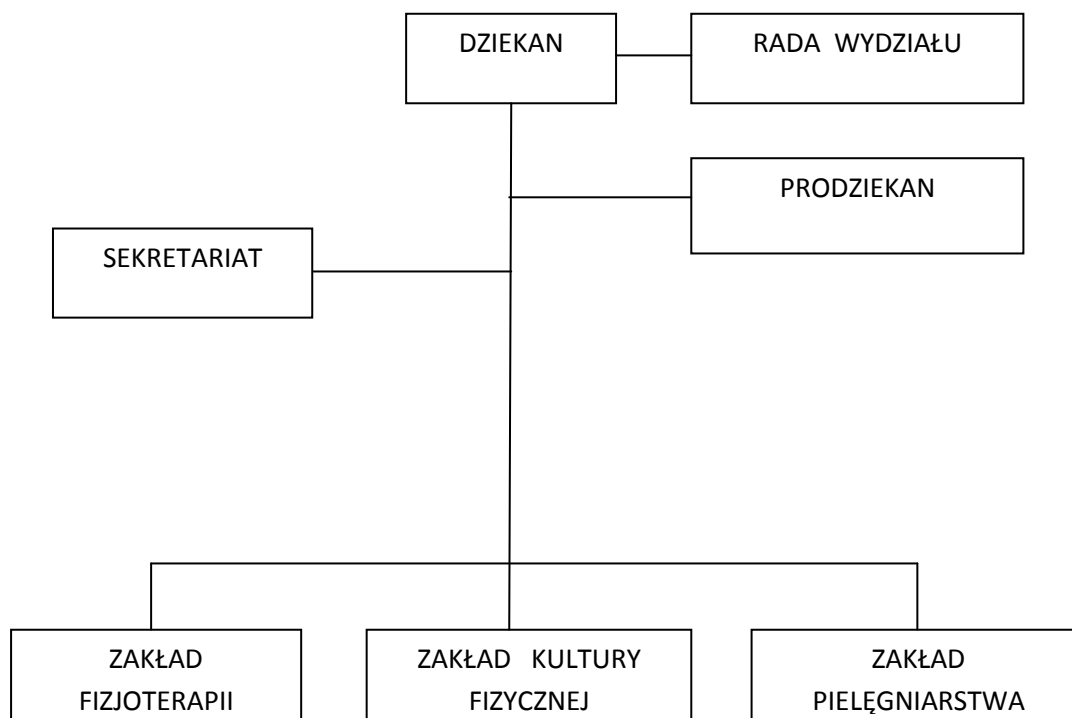 DZIEKAN
RADA WYDZIAŁU
PRODZIEKAN
SEKRETARIAT
ZAKŁAD
FIZJOTERAPII
ZAKŁAD KULTURY
FIZYCZNEJ
ZAKŁAD
PIELĘGNIARSTWA